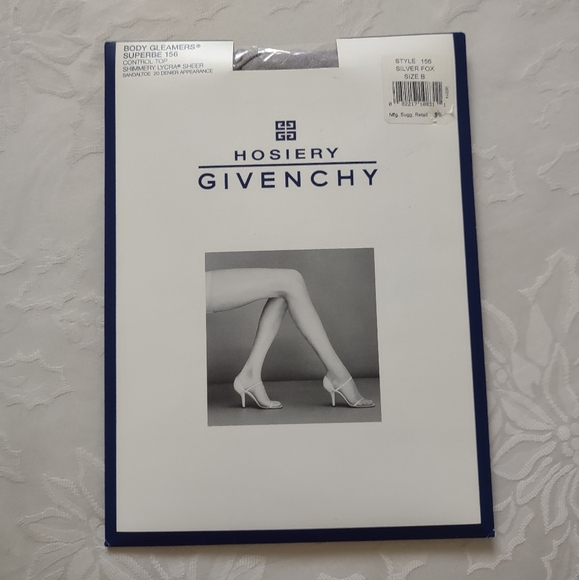 BODY GLEAMERS®
SUPERBE 156
CONTROL TOP
SHIMMERY LYCRA® SHEER
SANDALTOE 20 DENIER APPEARANCE
STYLE 156
SILVER FOX
SIZE B
Mfg. Sugg. Retail
HOSIERY
GIVENCHY